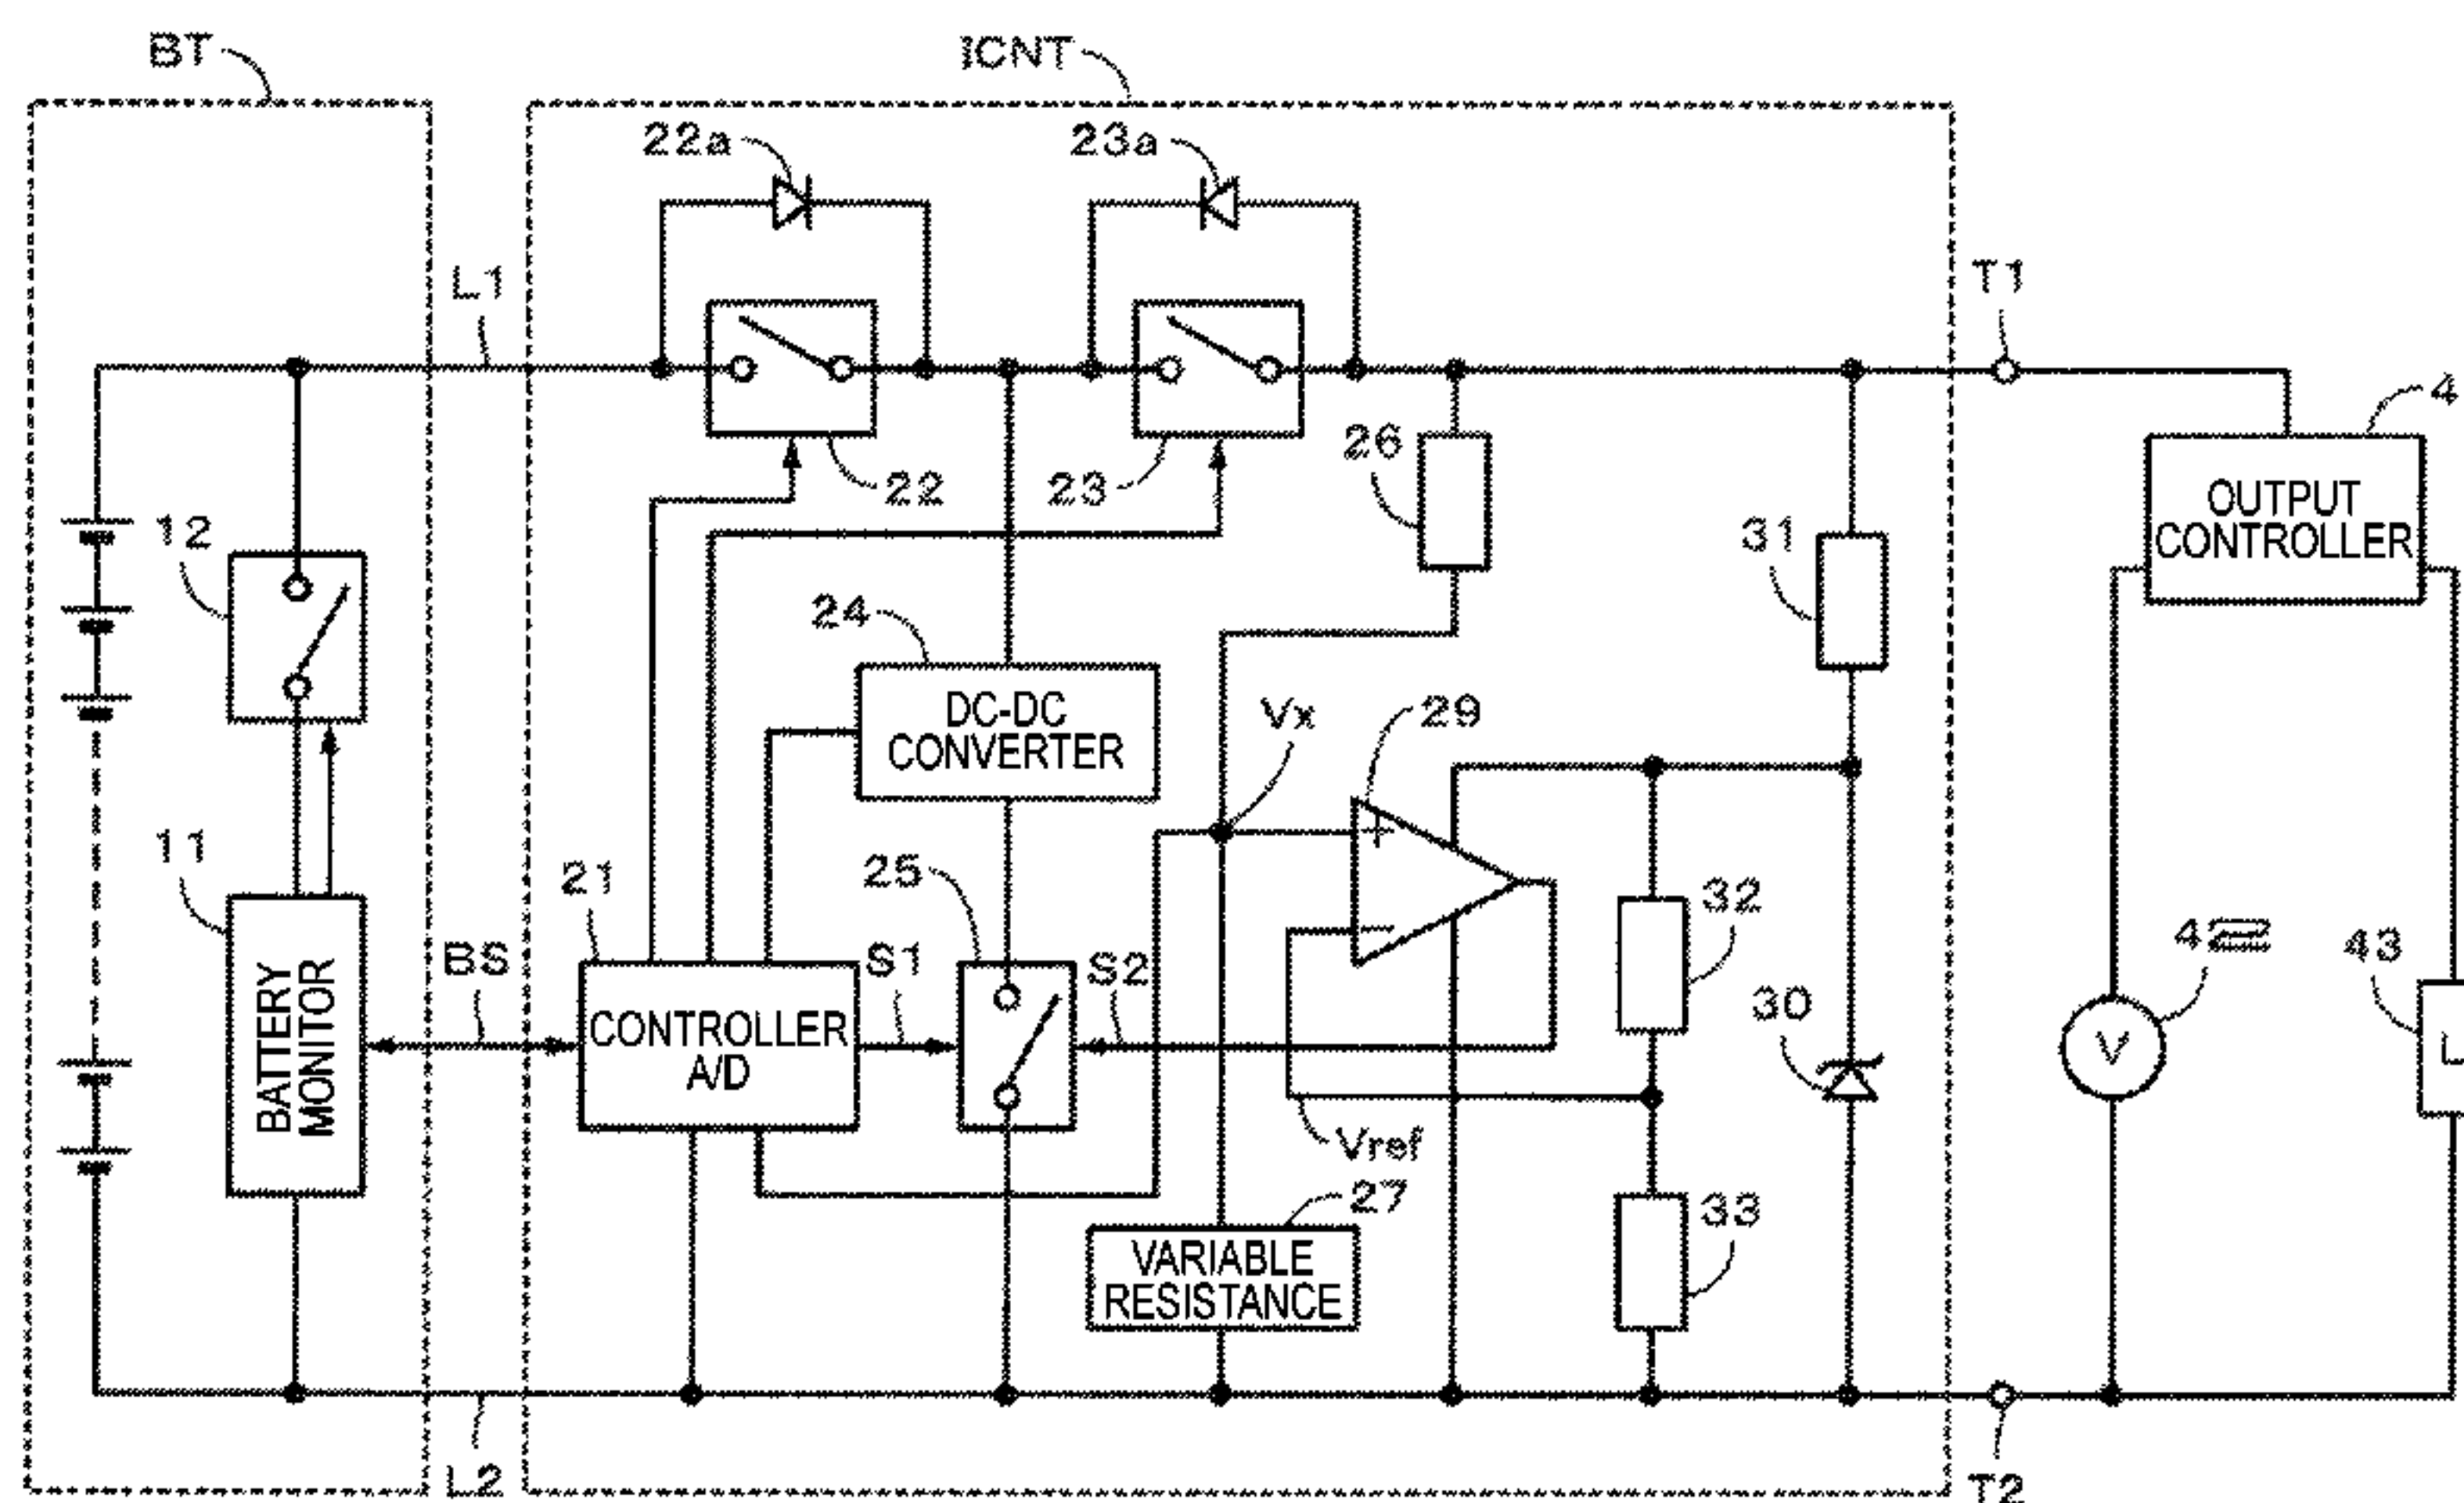 BT
ICNT
22a
23a
L1
T1
22
23
26
4
OUTPUT
CONTROLLER
12
31
24
DC-DC
CONVERTER
Vx
29
11
21
25
32
BATTERY
MONITOR
BS
CONTROLLER
A/D
S1
S2
30
42
V
43
L
Vref
27
33
VARIABLE
RESISTANCE
L2
T2